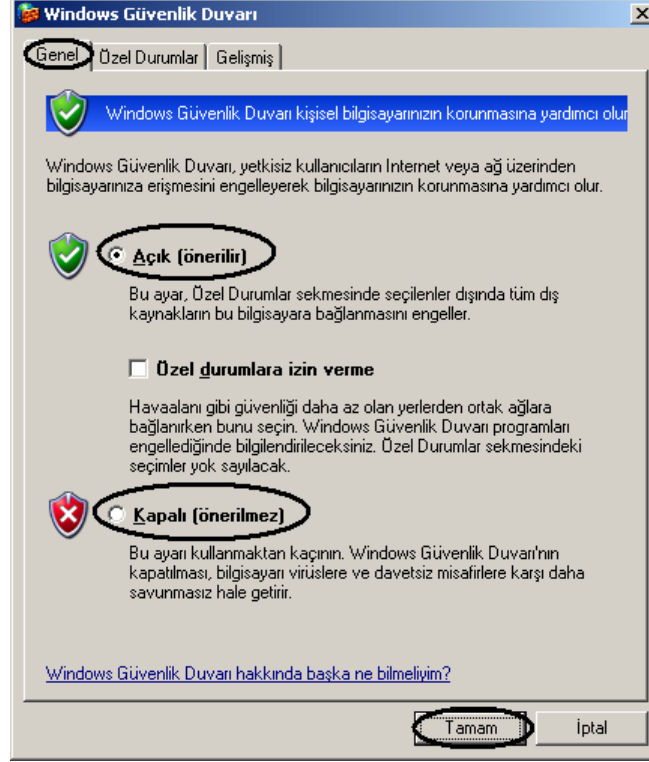 Windows Güvenlik Duvarı
Genel Özel Durumlar Gelişmiş
Windows Güvenlik Duvarı kişisel bilgisayarınızın korunmasına yardımcı olur
Windows Güvenlik Duvarı, yetkisiz kullanıcıların Internet veya ağ üzerinden
bilgisayarınıza erişmesini engelleyerek bilgisayarınızın korunmasına yardımcı olur.
Açık (önerilir)
Bu ayar, Özel Durumlar sekmesinde seçilenler dışında tüm dış
kaynakların bu bilgisayara bağlanmasını engeller.
Özel durumlara izin verme
Havaalanı gibi güvenliği daha az olan yerlerden ortak ağlara
bağlanırken bunu seçin. Windows Güvenlik Duvarı programları
engellediğinde bilgilendirileceksiniz. Özel Durumlar sekmesindeki
seçimler yok sayılacak.
Kapalı (önerilmez)
Bu ayarı kullanmaktan kaçının. Windows Güvenlik Duvarı'nın
kapatılması, bilgisayarı virüslere ve davetsiz misafirlere karşı daha
savunmasız hale getirir.
Windows Güvenlik Duvarı hakkında başka ne bilmeliyim?
Tamam İptal